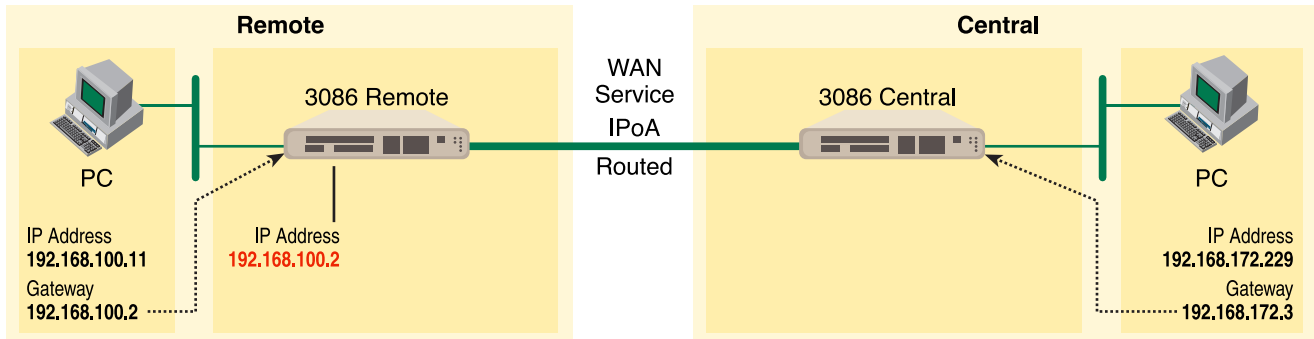 Remote
Central
WAN
Service
IPoA
Routed
3086 Remote
3086 Central
PC
PC
IP Address
192.168.100.11
Gateway
192.168.100.2
IP Address
192.168.100.2
IP Address
192.168.172.229
Gateway
192.168.172.3